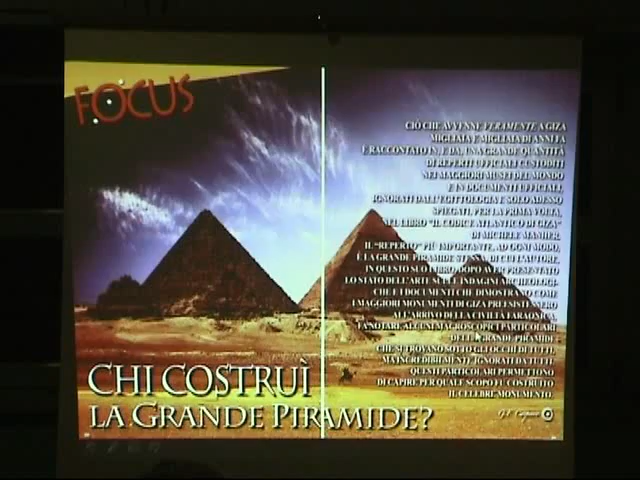 FOCUS
CIÒ CHE AVVENNE VERAMENTE A GIZA
MIGLIAIA E MIGLIAIA DI ANNI FA
È RACCONTATO IN, E DA, UNA GRANDE QUANTITÀ
DI REPERTI UFFICIALI CUSTODITI
NEI MAGGIORI MUSEI DEL MONDO
E IN DOCUMENTI UFFICIALI,
IGNORATI DALL'EGITTOLOGIA E SOLO ADESSO
SPIEGATI, PER LA PRIMA VOLTA,
NEL LIBRO "IL CODICE ATLANTICO DI GIZA"
DI MICHELE MANHER.
IL "REPERTO" PIÙ IMPORTANTE, AD OGNI MODO,
È LA GRANDE PIRAMIDE STESSA DI CUI L'AUTORE,
IN QUESTO SUO LIBRO, DOPO AVER PRESENTATO
LO STATO DELL'ARTE SULLE INDAGINI ARCHEOLOGI-
CHE E I DOCUMENTI CHE DIMOSTRANO COME
I MAGGIORI MONUMENTI DI GIZA PREESISTESSERO
ALL'ARRIVO DELLA CIVILTÀ FARAONICA,
FA NOTARE ALCUNI MACROSCOPICI PARTICOLARI
DELLA GRANDE PIRAMIDE
CHE SI TROVANO SOTTO GLI OCCHI DI TUTTI,
MA INCREDIBILMENTE IGNORATI DA TUTTI.
QUESTI PARTICOLARI PERMETTONO
DI CAPIRE PER QUALE SCOPO FU COSTRUITO
IL CELEBRE MONUMENTO.
CHI COSTRUÌ
LA GRANDE PIRAMIDE?